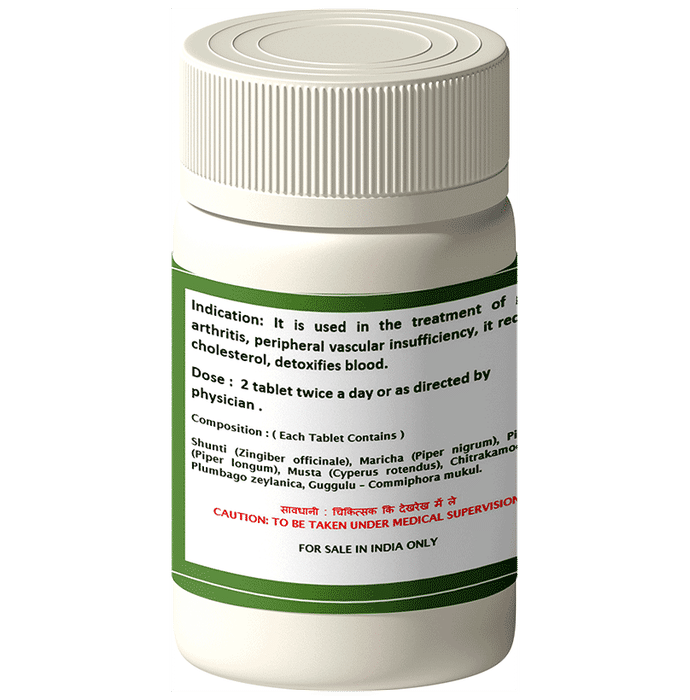 Indication: It is used in the treatment of
arthritis, peripheral vascular insufficiency, it
cholesterol, detoxifies blood.
Dose : 2 tablet twice a day or as directed by
physician .
Composition : ( Each Tablet Contains )
Shunti (Zingiber officinale), Maricha (Piper nigrum),
(Piper longum), Musta (Cyperus rotendus), Chitrakamo-
Plumbago zeylanica, Guggulu – Commiphora mukul.
सावधानी : चिकित्सक कि देखरेख में ले
CAUTION: TO BE TAKEN UNDER MEDICAL SUPERVISION
FOR SALE IN INDIA ONLY